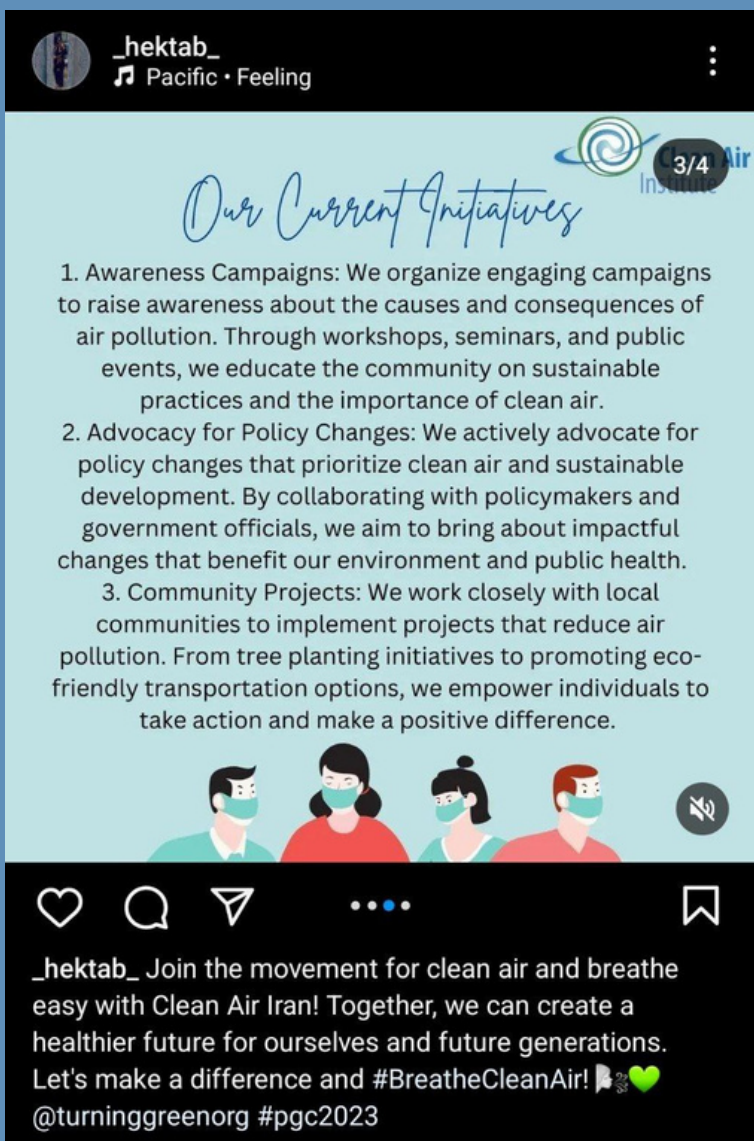 _hektab_
Pacific • Feeling
Clean Air
Institute
3/4
Our Current Initiatives
1. Awareness Campaigns: We organize engaging campaigns
to raise awareness about the causes and consequences of
air pollution. Through workshops, seminars, and public
events, we educate the community on sustainable
practices and the importance of clean air.
2. Advocacy for Policy Changes: We actively advocate for
policy changes that prioritize clean air and sustainable
development. By collaborating with policymakers and
government officials, we aim to bring about impactful
changes that benefit our environment and public health.
3. Community Projects: We work closely with local
communities to implement projects that reduce air
pollution. From tree planting initiatives to promoting eco-
friendly transportation options, we empower individuals to
take action and make a positive difference.
_hektab_ Join the movement for clean air and breathe
easy with Clean Air Iran! Together, we can create a
healthier future for ourselves and future generations.
Let's make a difference and #BreatheCleanAir! 🌬️💚
@turninggreenorg #pgc2023